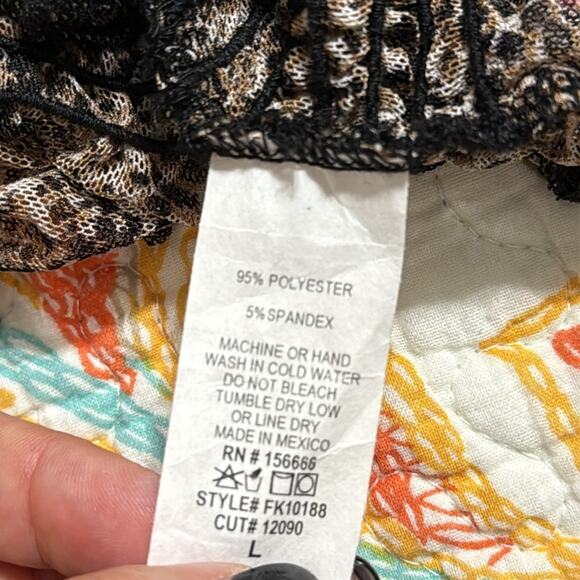 95% POLYESTER
5% SPANDEX
MACHINE OR HAND
WASH IN COLD WATER
DO NOT BLEACH
TUMBLE DRY LOW
OR LINE DRY
MADE IN MEXICO
RN # 156666
STYLE# FK10188
CUT# 12090
L